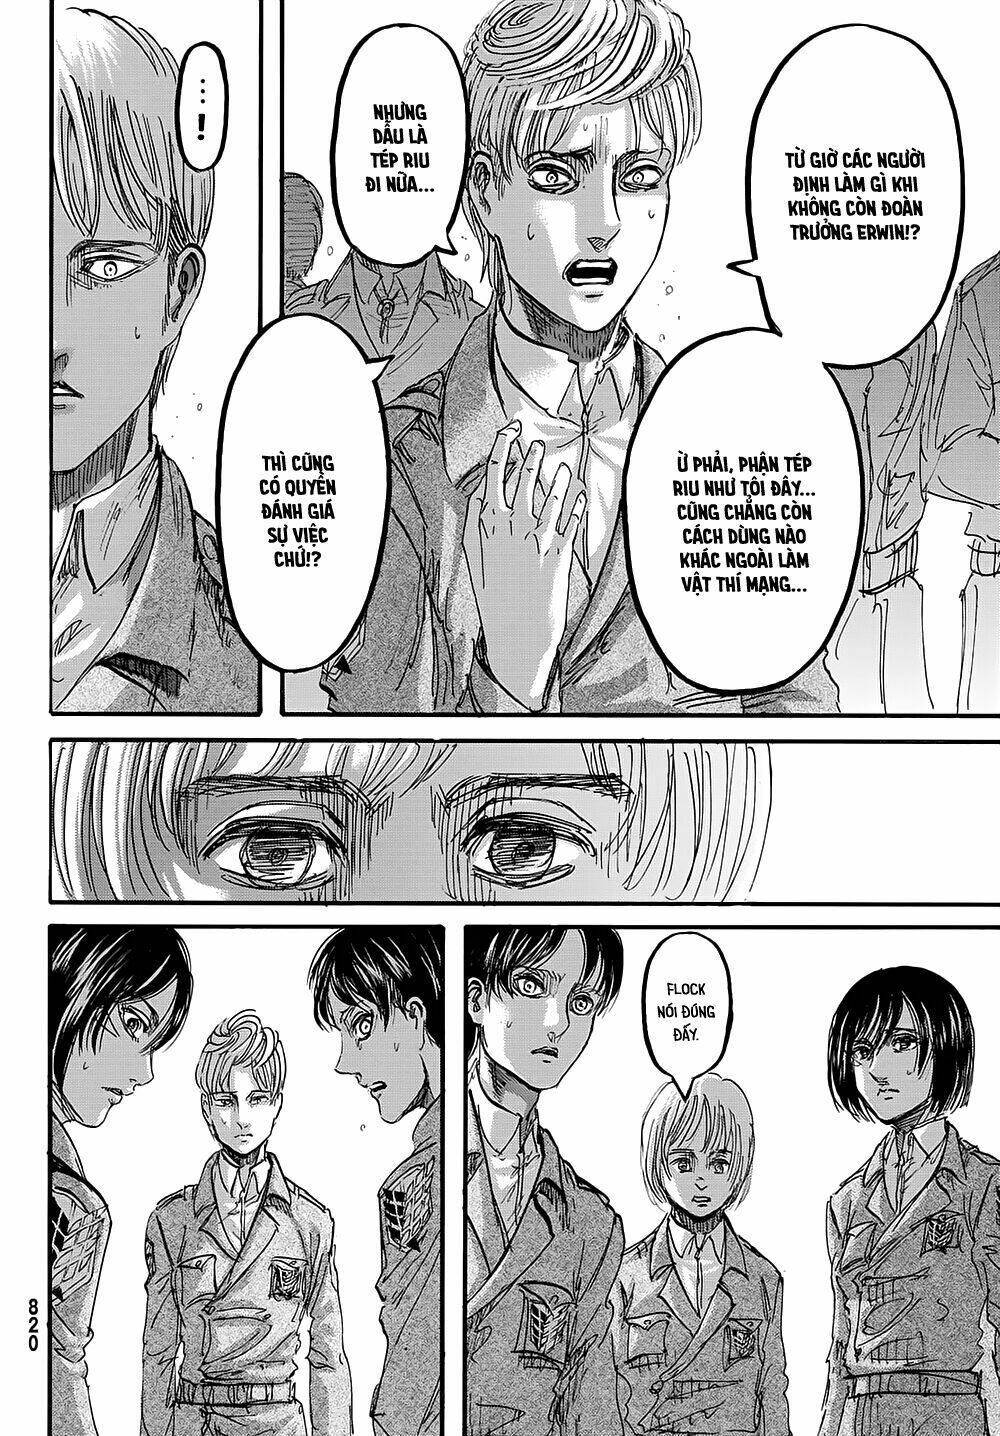 TỪ GIỜ CÁC NGƯỜI
ĐỊNH LÀM GÌ KHI
KHÔNG CÒN ĐOÀN
TRƯỞNG ERWIN!?
Ừ PHẢI, PHẬN TÉP
RIU NHƯ TÔI ĐÂY...
CŨNG CHẲNG CÒN
CÁCH DÙNG NÀO
KHÁC NGOÀI LÀM
VẬT THÍ MẠNG...
NHƯNG
DẪU LÀ
TÉP RIU
ĐI NỮA...
THÌ CŨNG
CÓ QUYỀN
ĐÁNH GIÁ
SỰ VIỆC
CHỨ!?
...!
FLOCK
NÓI ĐÚNG
ĐẤY.
820